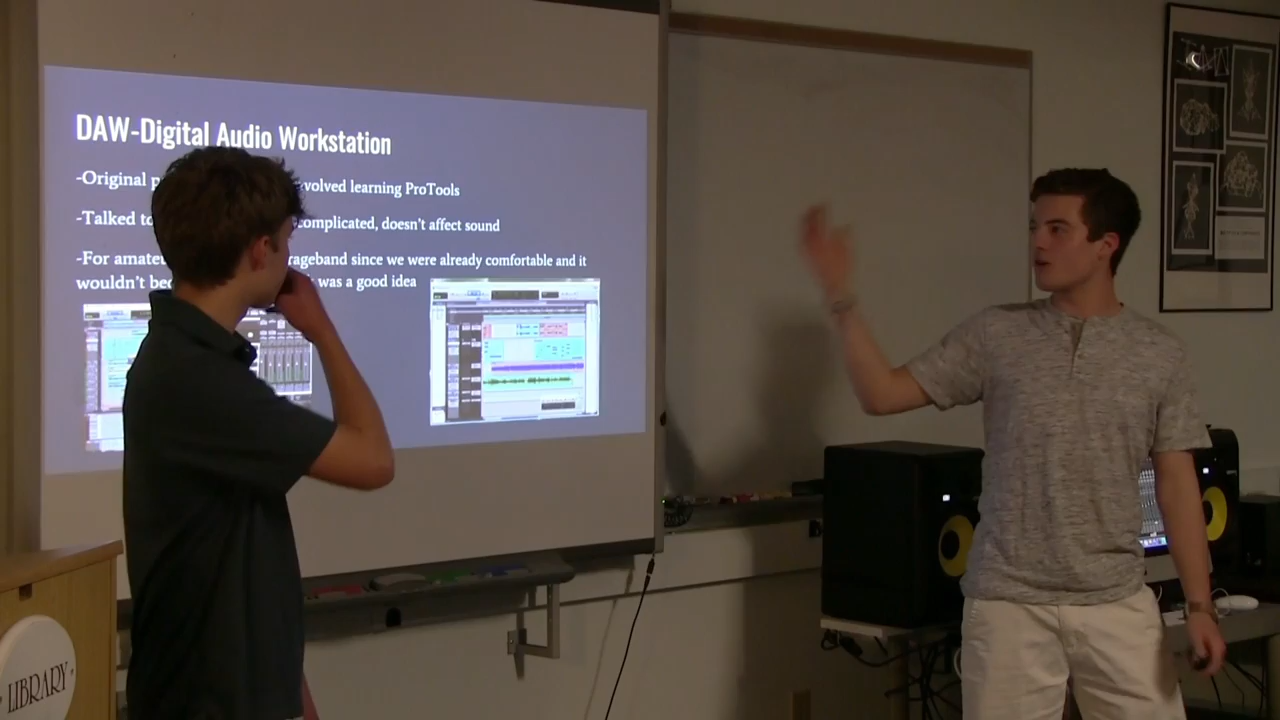 DAW-Digital Audio Workstation
-Original volved learning ProTools
-Talked to complicated, doesn't affect sound
-For amate rageband since we were already comfortable and it
wouldn't be was a good idea
LIBRARY